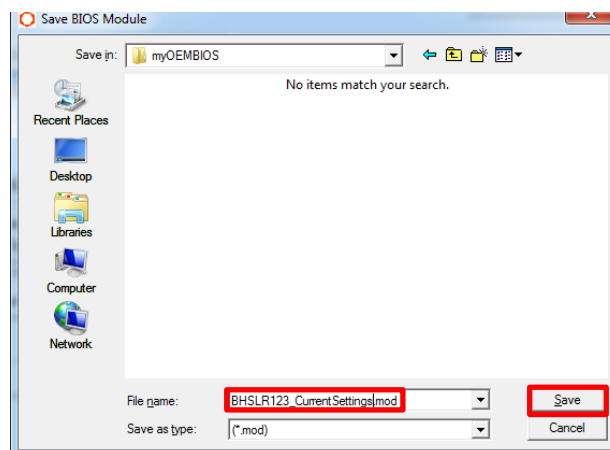 Save BIOS Module
Save in: myOEMBIOS
No items match your search.
Recent Places
Desktop
Libraries
Computer
Network
File name: BHSLR123_CurrentSettings.mod
Save
Save as type: (*.mod)
Cancel